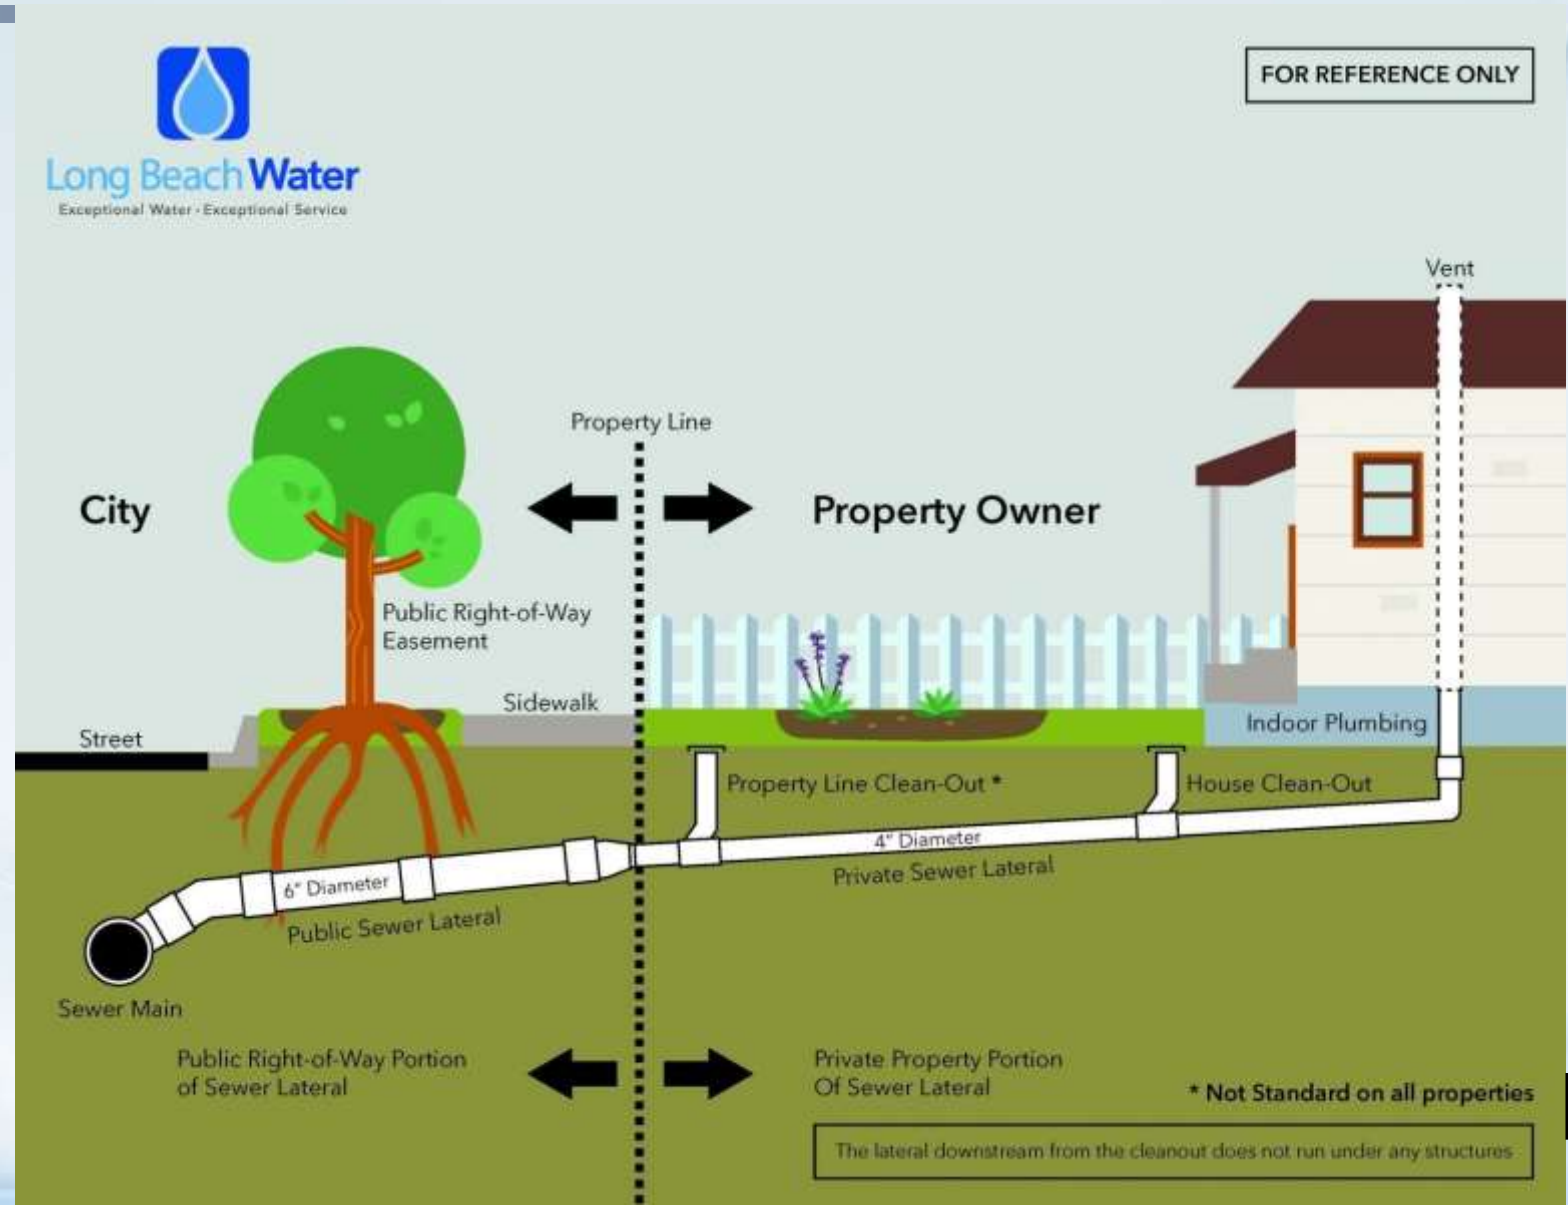 FOR REFERENCE ONLY
Long Beach Water
Exceptional Water · Exceptional Service
Vent
Property Line
City
Property Owner
Public Right-of-Way
Easement
Sidewalk
Street
Indoor Plumbing
Property Line Clean-Out *
House Clean-Out
4" Diameter
Private Sewer Lateral
6" Diameter
Public Sewer Lateral
Sewer Main
Public Right-of-Way Portion
of Sewer Lateral
Private Property Portion
Of Sewer Lateral
* Not Standard on all properties
The lateral downstream from the cleanout does not run under any structures